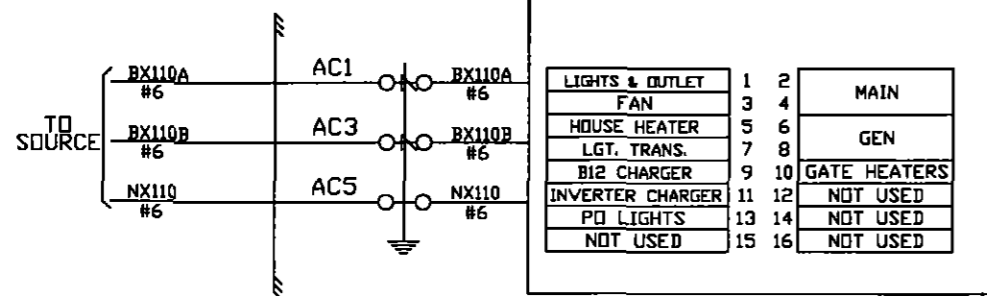 BX110A AC1 BX110A
#6 #6
TO SOURCE
BX110B AC3 BX110B
#6 #6
NX110 AC5 NX110
#6 #6
LIGHTS & OUTLET 1 2 MAIN
FAN 3 4
HOUSE HEATER 5 6 GEN
LGT. TRANS. 7 8
B12 CHARGER 9 10 GATE HEATERS
INVERTER CHARGER 11 12 NOT USED
PO LIGHTS 13 14 NOT USED
NOT USED 15 16 NOT USED